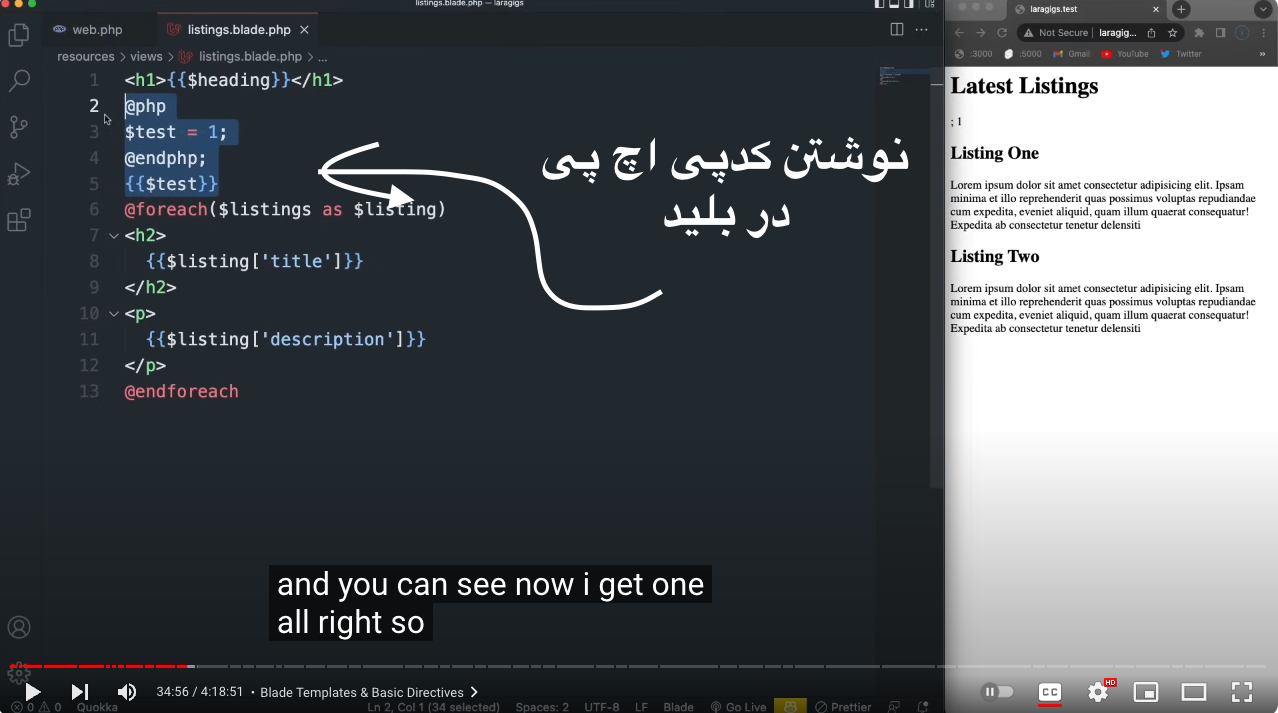 listings.blade.php — laragigs
web.php
listings.blade.php
resources > views > listings.blade.php > ...
1 <h1>{{$heading}}</h1>
2 @php
3 $test = 1;
4 @endphp;
5 {{$test}}
6 @foreach($listings as $listing)
7 <h2>
8 {{$listing['title']}}
9 </h2>
10 <p>
11 {{$listing['description']}}
12 </p>
13 @endforeach
نوشتن کدپی اچ پی
در بلید
laragigs.test
Not Secure | laragig...
:3000 :5000 Gmail YouTube Twitter »
Latest Listings
; 1
Listing One
Lorem ipsum dolor sit amet consectetur adipisicing elit. Ipsam
minima et illo reprehenderit quas possimus voluptas repudiandae
cum expedita, eveniet aliquid, quam illum quaerat consequatur!
Expedita ab consectetur tenetur delensiti
Listing Two
Lorem ipsum dolor sit amet consectetur adipisicing elit. Ipsam
minima et illo reprehenderit quas possimus voluptas repudiandae
cum expedita, eveniet aliquid, quam illum quaerat consequatur!
Expedita ab consectetur tenetur delensiti
and you can see now i get one
all right so
34:56 / 4:18:51 • Blade Templates & Basic Directives
CC HD
0 0 Quokka Ln 2, Col 1 (34 selected) Spaces: 2 UTF-8 LF Blade Go Live Prettier